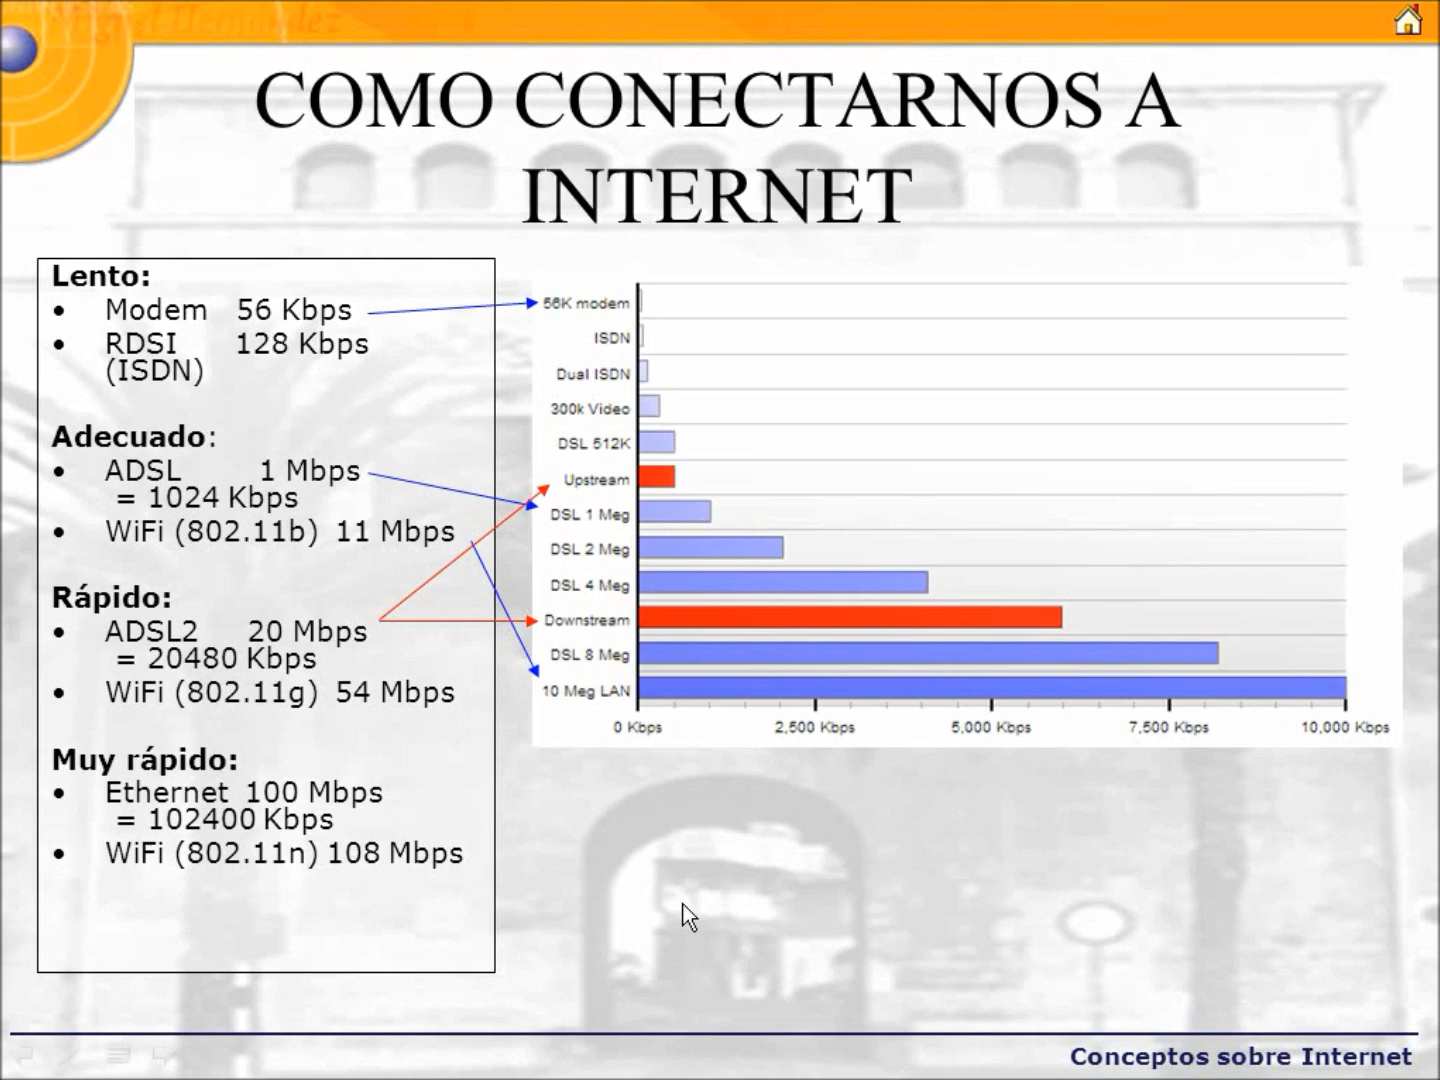 Miguel Hernández
COMO CONECTARNOS A
INTERNET
Lento:
• Modem 56 Kbps
• RDSI 128 Kbps
(ISDN)
Adecuado:
• ADSL 1 Mbps
= 1024 Kbps
• WiFi (802.11b) 11 Mbps
Rápido:
• ADSL2 20 Mbps
= 20480 Kbps
• WiFi (802.11g) 54 Mbps
Muy rápido:
• Ethernet 100 Mbps
= 102400 Kbps
• WiFi (802.11n) 108 Mbps
56K modem
ISDN
Dual ISDN
300k Video
DSL 512K
Upstream
DSL 1 Meg
DSL 2 Meg
DSL 4 Meg
Downstream
DSL 8 Meg
10 Meg LAN
0 Kbps 2,500 Kbps 5,000 Kbps 7,500 Kbps 10,000 Kbps
Conceptos sobre Internet